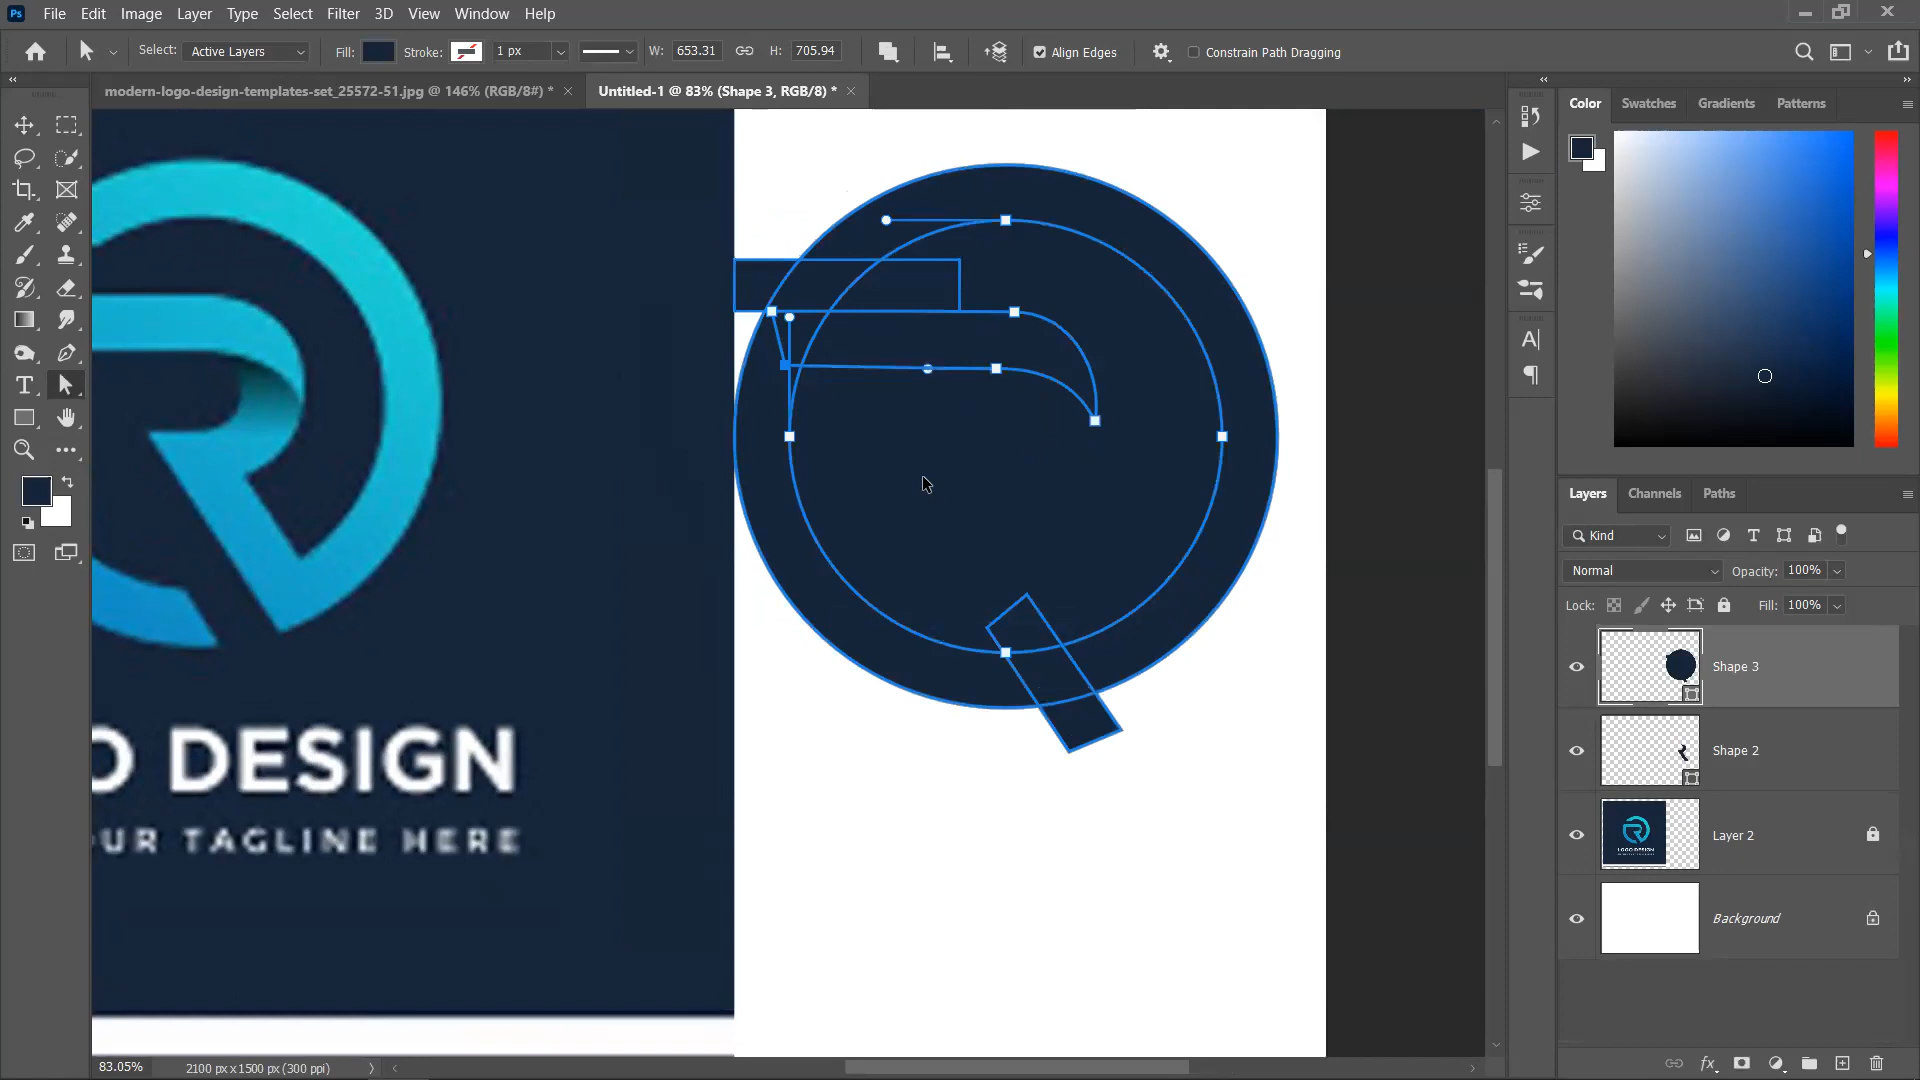 Ps File Edit Image Layer Type Select Filter 3D View Window Help
Select: Active Layers Fill: Stroke: 1 px W: 653.31 H: 705.94 Align Edges Constrain Path Dragging
modern-logo-design-templates-set_25572-51.jpg @ 146% (RGB/8#) * Untitled-1 @ 83% (Shape 3, RGB/8) *
Color Swatches Gradients Patterns
O DESIGN
OUR TAGLINE HERE
Layers Channels Paths
Kind
Normal Opacity: 100%
Lock: Fill: 100%
Shape 3
Shape 2
LOGO DESIGN
Layer 2
Background
83.05% 2100 px x 1500 px (300 ppi)